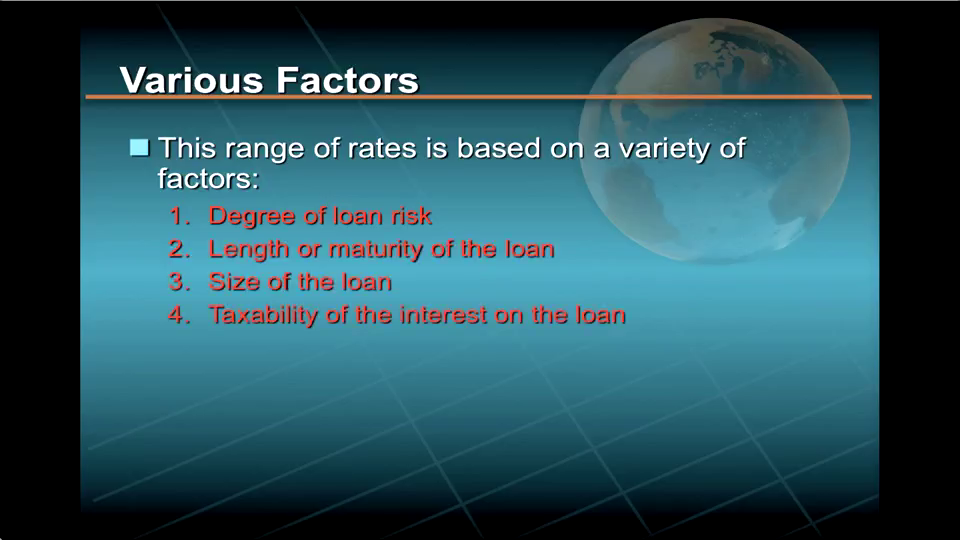 Various Factors
This range of rates is based on a variety of
factors:
1. Degree of loan risk
2. Length or maturity of the loan
3. Size of the loan
4. Taxability of the interest on the loan